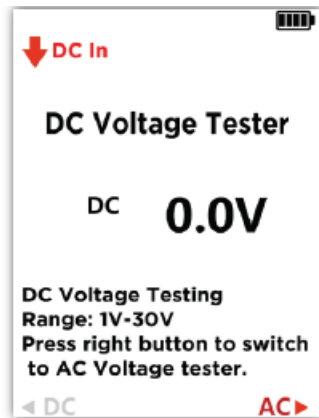 DC In
DC Voltage Tester
DC 0.0V
DC Voltage Testing
Range: 1V-30V
Press right button to switch
to AC Voltage tester.
DC AC